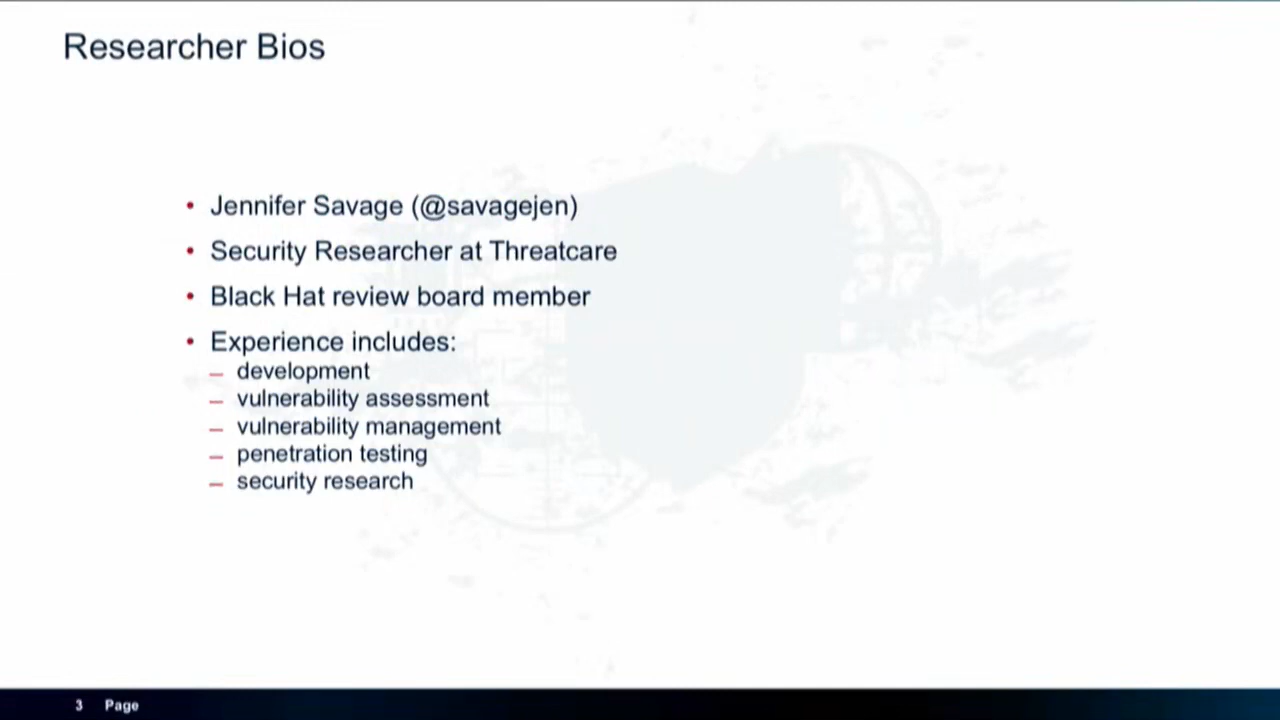 Researcher Bios
• Jennifer Savage (@savagejen)
• Security Researcher at Threatcare
• Black Hat review board member
• Experience includes:
– development
– vulnerability assessment
– vulnerability management
– penetration testing
– security research
3 Page